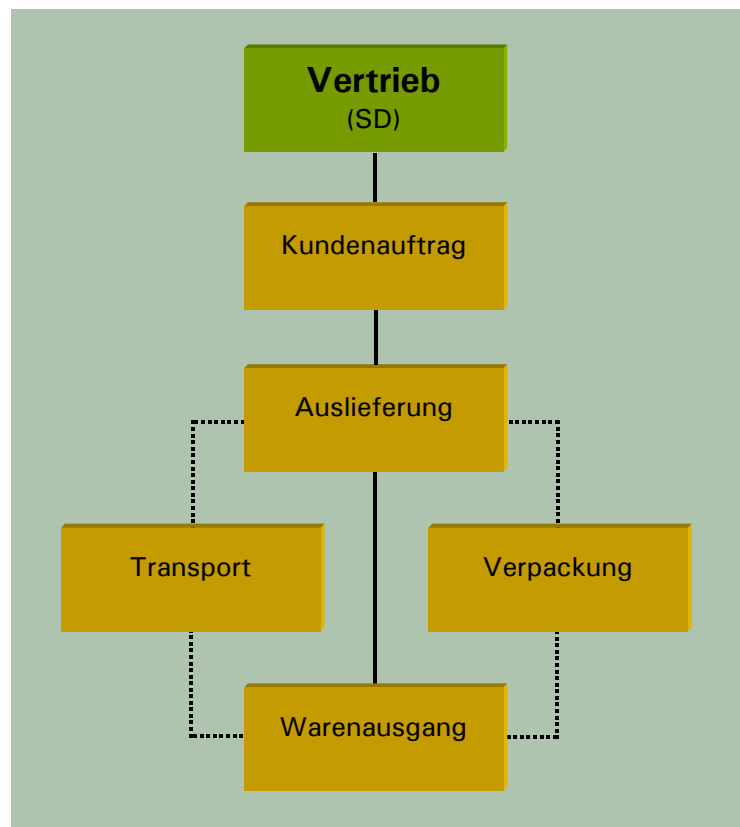 Vertrieb
(SD)
Kundenauftrag
Auslieferung
Transport
Verpackung
Warenausgang